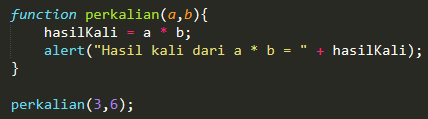 function perkalian(a,b){
    hasilKali = a * b;
    alert("Hasil kali dari a * b = " + hasilKali);
}

perkalian(3,6);